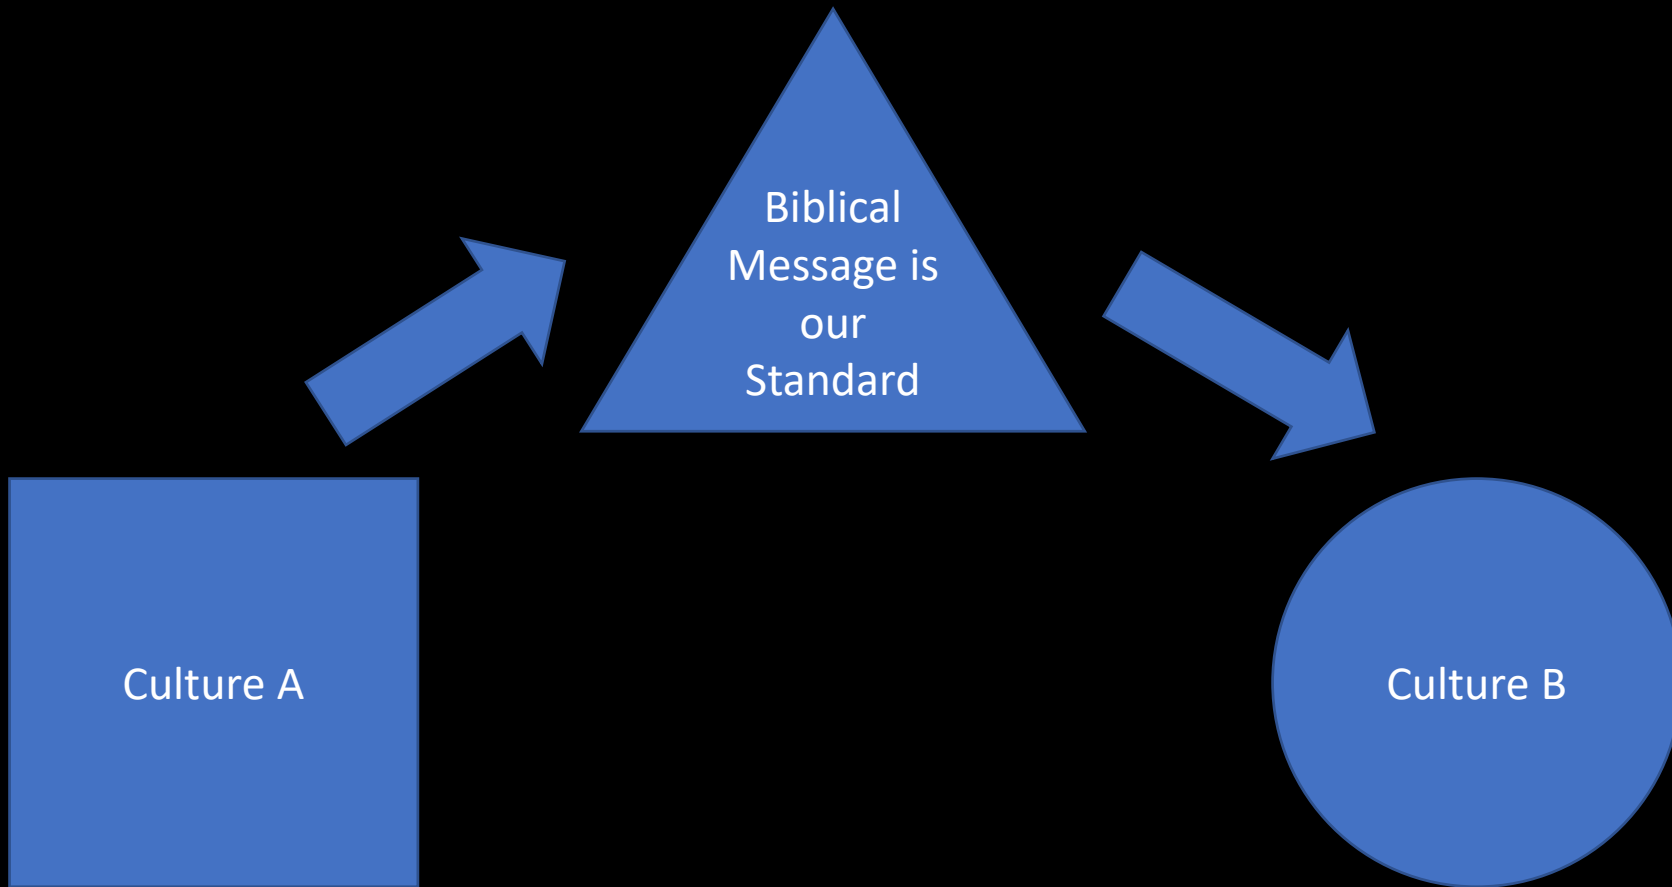 Biblical
Message is
our
Standard
Culture A
Culture B